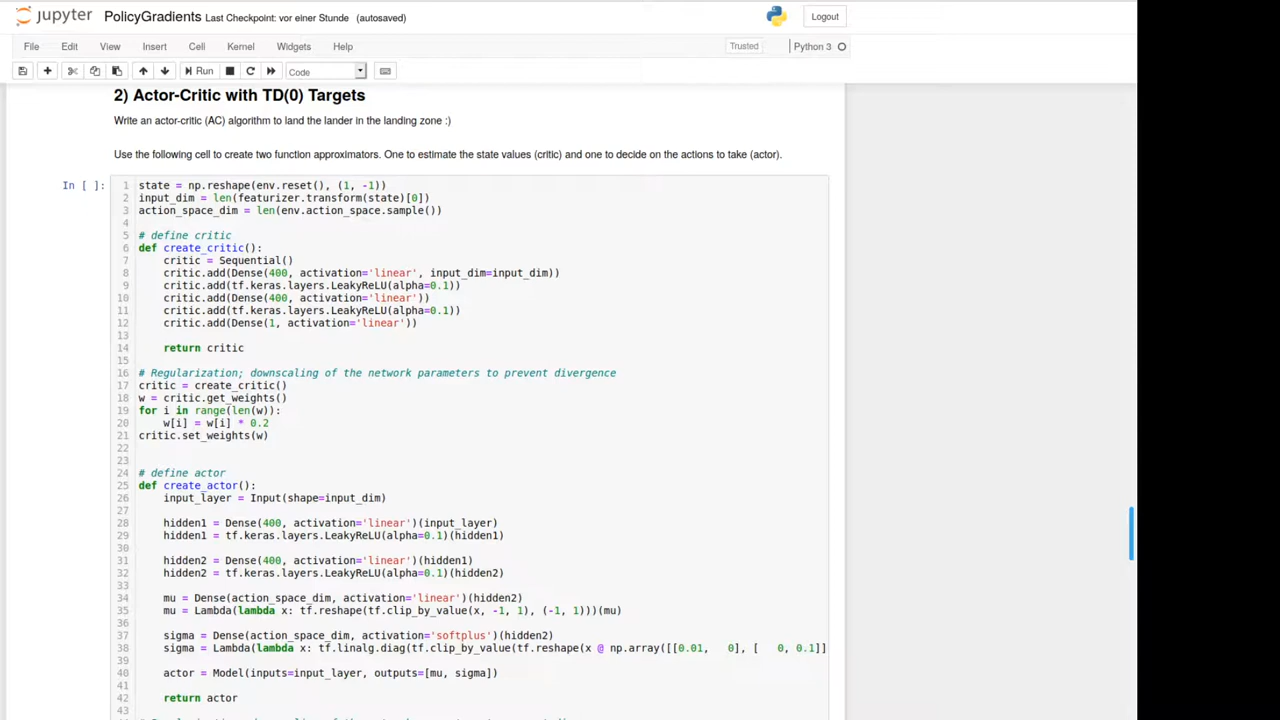 jupyter PolicyGradients Last Checkpoint: vor einer Stunde (autosaved) Logout
File Edit View Insert Cell Kernel Widgets Help Trusted Python 3
Run Code
2) Actor-Critic with TD(0) Targets
Write an actor-critic (AC) algorithm to land the lander in the landing zone :)
Use the following cell to create two function approximators. One to estimate the state values (critic) and one to decide on the actions to take (actor).
In [ ]: 1 state = np.reshape(env.reset(), (1, -1))
2 input_dim = len(featurizer.transform(state)[0])
3 action_space_dim = len(env.action_space.sample())
4
5 # define critic
6 def create_critic():
7 critic = Sequential()
8 critic.add(Dense(400, activation='linear', input_dim=input_dim))
9 critic.add(tf.keras.layers.LeakyReLU(alpha=0.1))
10 critic.add(Dense(400, activation='linear'))
11 critic.add(tf.keras.layers.LeakyReLU(alpha=0.1))
12 critic.add(Dense(1, activation='linear'))
13
14 return critic
15
16 # Regularization; downscaling of the network parameters to prevent divergence
17 critic = create_critic()
18 w = critic.get_weights()
19 for i in range(len(w)):
20 w[i] = w[i] * 0.2
21 critic.set_weights(w)
22
23
24 # define actor
25 def create_actor():
26 input_layer = Input(shape=input_dim)
27
28 hidden1 = Dense(400, activation='linear')(input_layer)
29 hidden1 = tf.keras.layers.LeakyReLU(alpha=0.1)(hidden1)
30
31 hidden2 = Dense(400, activation='linear')(hidden1)
32 hidden2 = tf.keras.layers.LeakyReLU(alpha=0.1)(hidden2)
33
34 mu = Dense(action_space_dim, activation='linear')(hidden2)
35 mu = Lambda(lambda x: tf.reshape(tf.clip_by_value(x, -1, 1), (-1, 1)))(mu)
36
37 sigma = Dense(action_space_dim, activation='softplus')(hidden2)
38 sigma = Lambda(lambda x: tf.linalg.diag(tf.clip_by_value(tf.reshape(x @ np.array([[0.01, 0], [ 0, 0.1]]
39
40 actor = Model(inputs=input_layer, outputs=[mu, sigma])
41
42 return actor
43